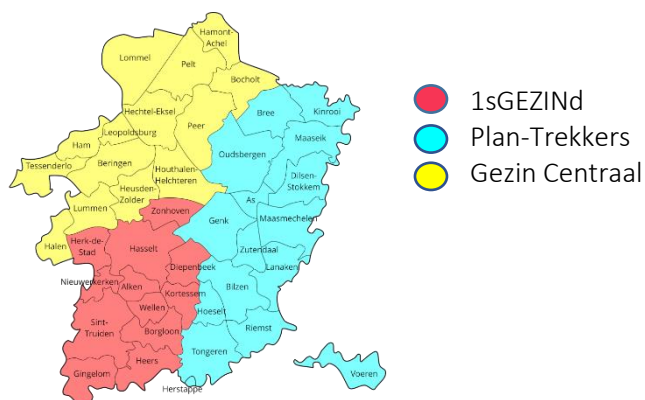 Hamont-
Achel
Lommel
Pelt
Bocholt
Hechtel-Eksel
Bree
Kinrooi
Leopoldsburg
Peer
Maaseik
Ham
Oudsbergen
Tessenderlo
Beringen
Houthalen-
Helchteren
Dilsen-
Stokkem
Heusden-
Zolder
As
Lummen
Zonhoven
Genk
Maasmechelen
Halen
Herk-de-
Stad
Hasselt
Zutendaal
Diepenbeek
Lanaken
Nieuwerkerken
Alken
Kortessem
Bilzen
Wellen
Hoeselt
Sint-
Truiden
Borgloon
Riemst
Tongeren
Heers
Gingelom
Voeren
Herstappe
1sGEZINd
Plan-Trekkers
Gezin Centraal